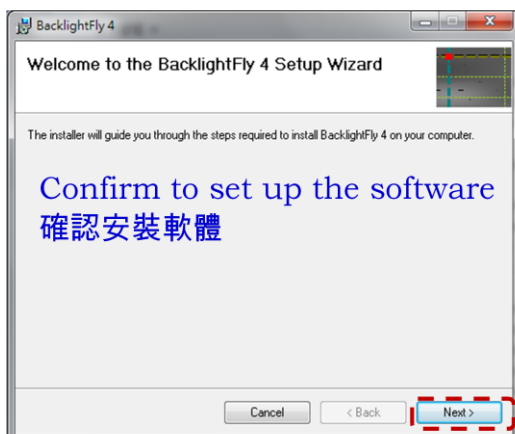 BacklightFly 4
Welcome to the BacklightFly 4 Setup Wizard
The installer will guide you through the steps required to install BacklightFly 4 on your computer.
Confirm to set up the software
確認安裝軟體
Cancel
< Back
Next >